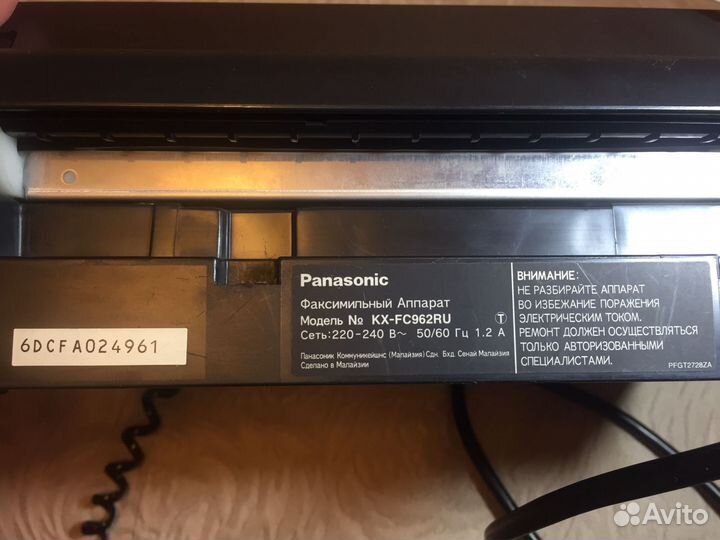 6DCFA024961
Panasonic
Факсимильный Аппарат
Модель № KX-FC962RU Ⓣ
Сеть:220-240 В~ 50/60 Гц 1.2 А
Панасоник Коммуникейшнс (Малайзия) Сдн. Бхд. Сенай Малайзия
Сделано в Малайзии
ВНИМАНИЕ:
НЕ РАЗБИРАЙТЕ АППАРАТ
ВО ИЗБЕЖАНИЕ ПОРАЖЕНИЯ
ЭЛЕКТРИЧЕСКИМ ТОКОМ.
РЕМОНТ ДОЛЖЕН ОСУЩЕСТВЛЯТЬСЯ
ТОЛЬКО АВТОРИЗОВАННЫМИ
СПЕЦИАЛИСТАМИ.
PFGT2728ZA
Avito